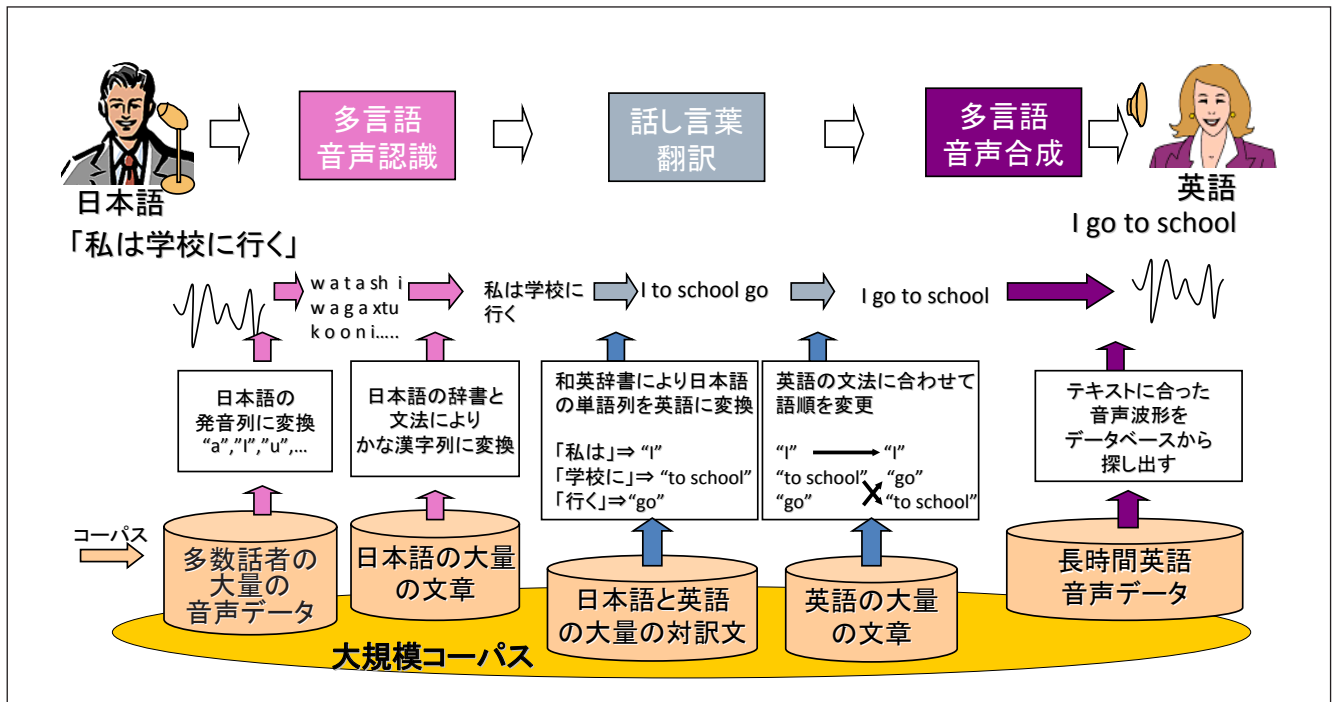 多言語
音声認識
話し言葉
翻訳
多言語
音声合成
日本語
「私は学校に行く」
英語
I go to school
w a t a sh i
w a g a xtu
k o o n i.....
私は学校に
行く
I to school go
I go to school
日本語の
発音列に変換
“a”,”I”,”u”,...
日本語の辞書と
文法により
かな漢字列に変換
和英辞書により日本語
の単語列を英語に変換
「私は」⇒ “I”
「学校に」⇒ “to school”
「行く」⇒“go”
英語の文法に合わせて
語順を変更
“I” “I”
“to school” “go”
“go” “to school”
テキストに合った
音声波形を
データベースから
探し出す
コーパス
多数話者の
大量の
音声データ
日本語の大量
の文章
日本語と英語
の大量の対訳文
英語の大量
の文章
長時間英語
音声データ
大規模コーパス